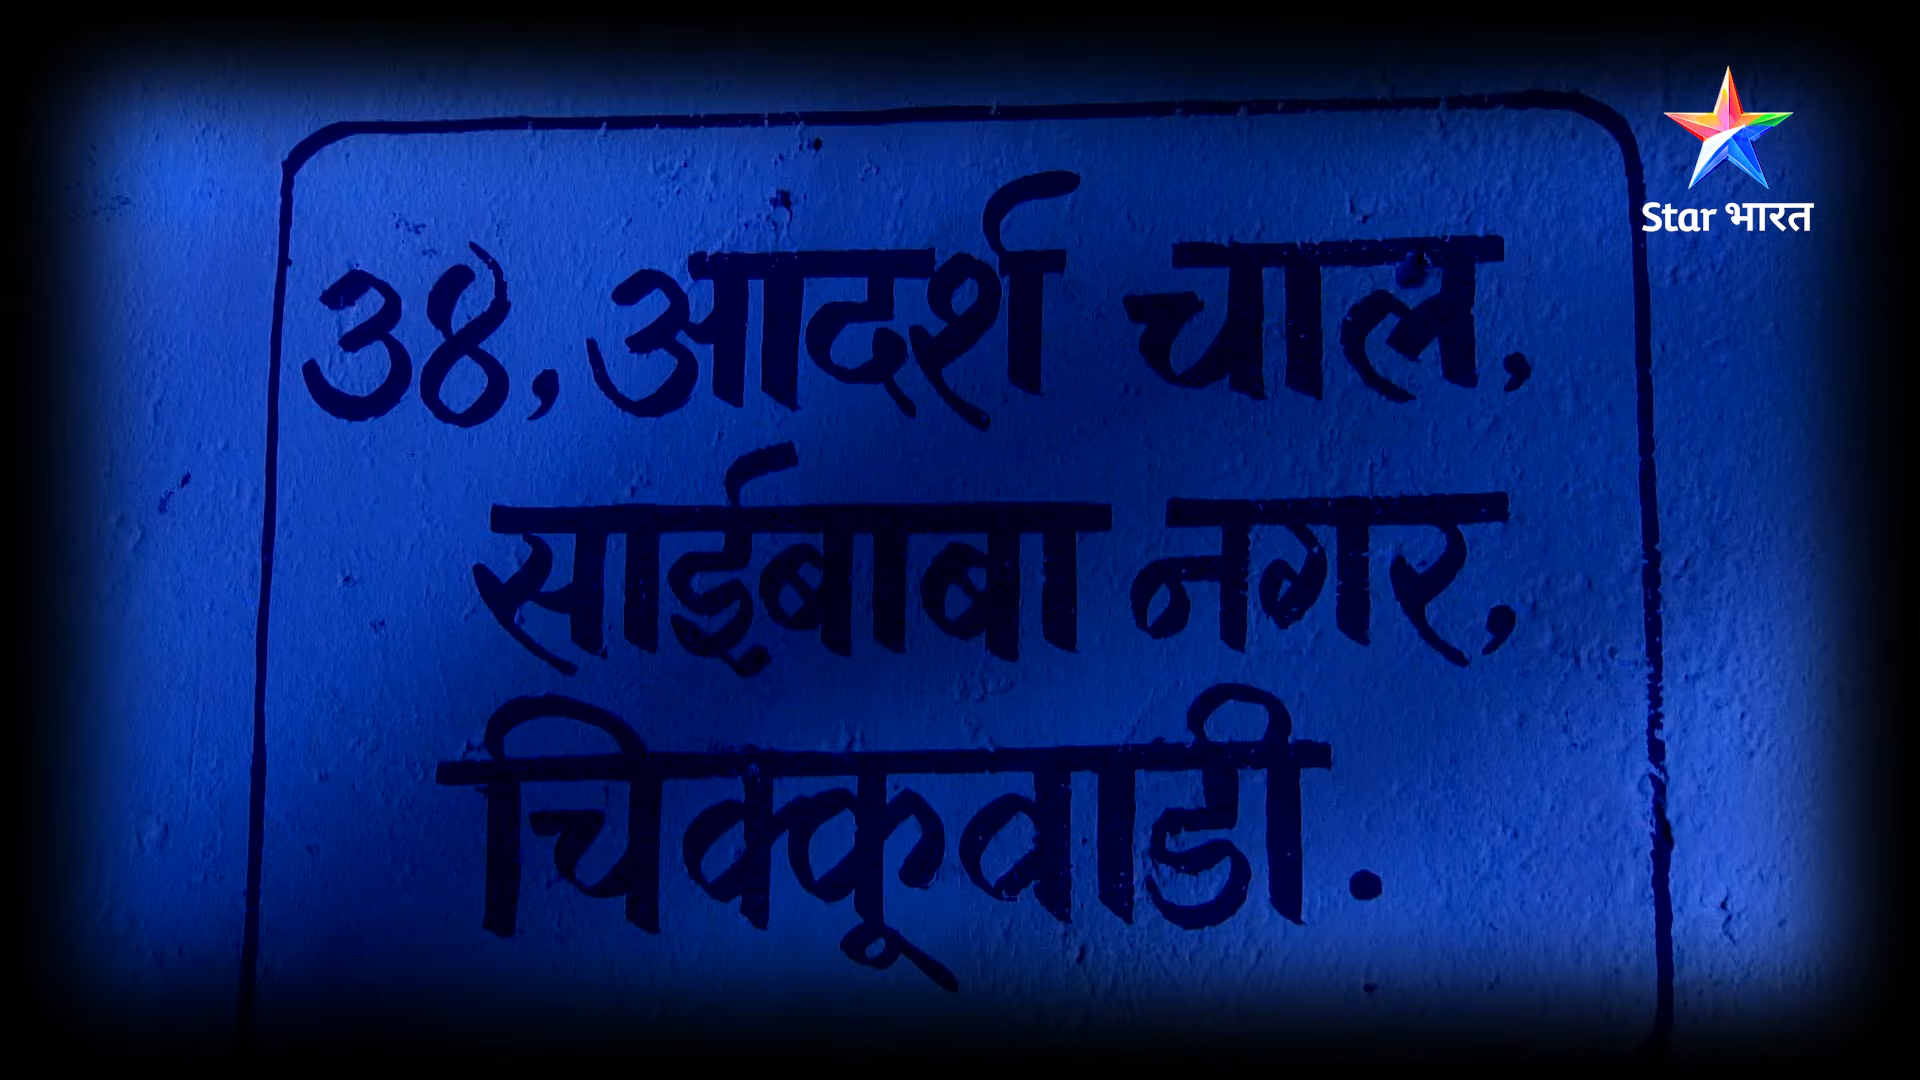 Star भारत
३४, आदर्श चाल,
साईबाबा नगर,
चिक्कूवाडी.